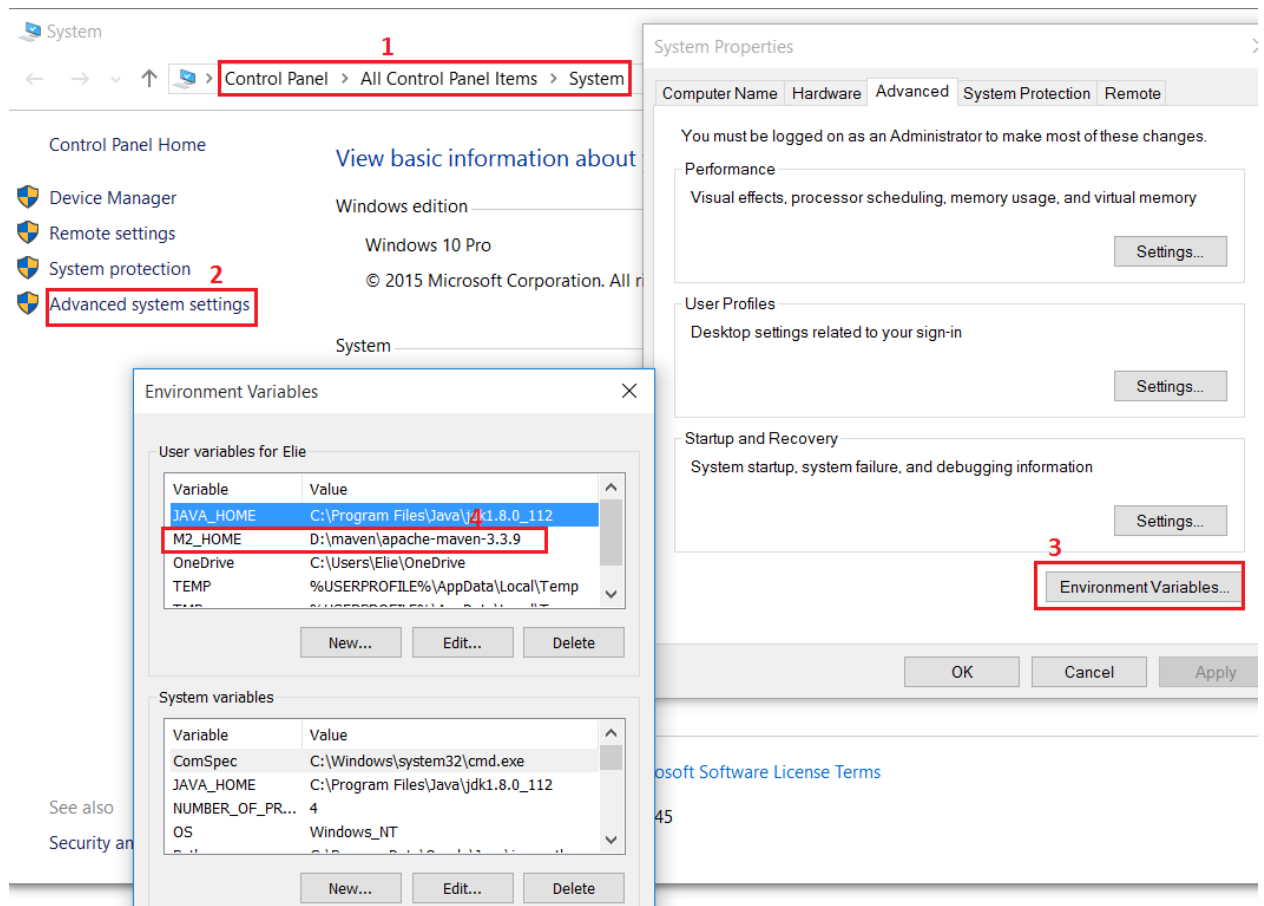 System
1
Control Panel > All Control Panel Items > System
Control Panel Home
Device Manager
Remote settings
System protection
2
Advanced system settings
View basic information about
Windows edition
Windows 10 Pro
© 2015 Microsoft Corporation. All ri
System
System Properties
Computer Name Hardware Advanced System Protection Remote
You must be logged on as an Administrator to make most of these changes.
Performance
Visual effects, processor scheduling, memory usage, and virtual memory
Settings...
User Profiles
Desktop settings related to your sign-in
Settings...
Startup and Recovery
System startup, system failure, and debugging information
Settings...
3
Environment Variables...
OK Cancel Apply
Environment Variables
User variables for Elie
Variable Value
JAVA_HOME C:\Program Files\Java\jdk1.8.0_112
4
M2_HOME D:\maven\apache-maven-3.3.9
OneDrive C:\Users\Elie\OneDrive
TEMP %USERPROFILE%\AppData\Local\Temp
New... Edit... Delete
System variables
Variable Value
ComSpec C:\Windows\system32\cmd.exe
JAVA_HOME C:\Program Files\Java\jdk1.8.0_112
NUMBER_OF_PR... 4
OS Windows_NT
New... Edit... Delete
osoft Software License Terms
45
See also
Security an